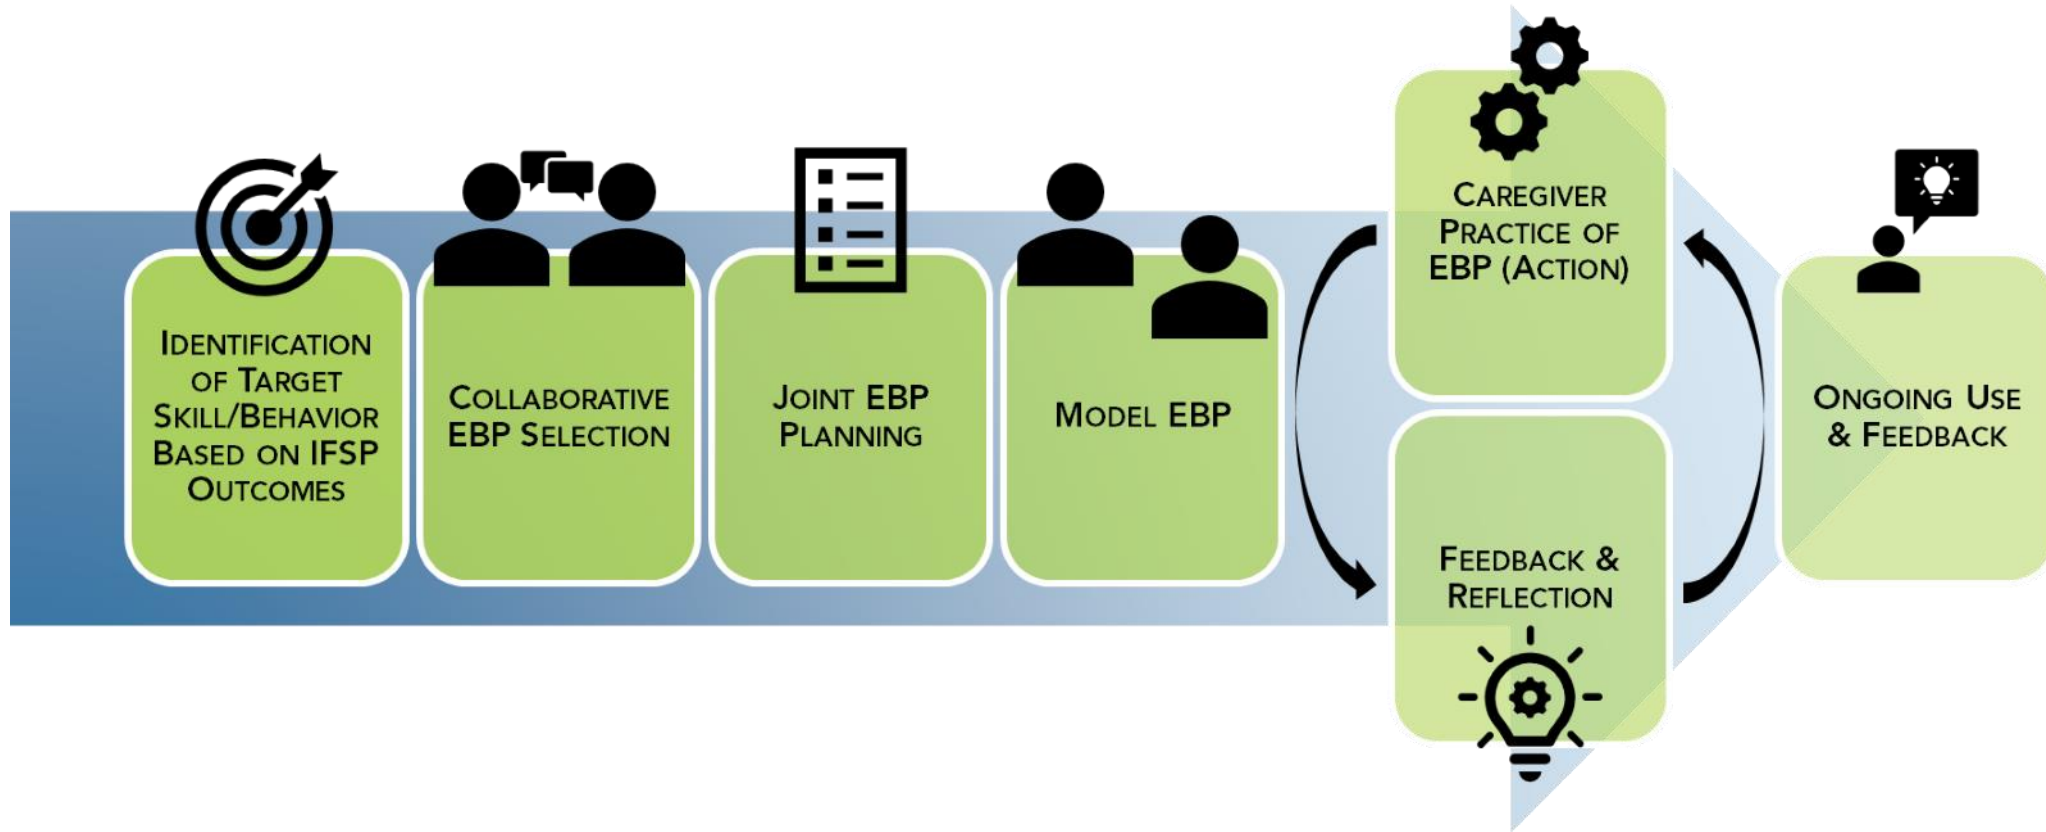 Identification
of Target
Skill/Behavior
Based on IFSP
Outcomes
Collaborative
EBP Selection
Joint EBP
Planning
Model EBP
Caregiver
Practice of
EBP (Action)
Feedback &
Reflection
Ongoing Use
& Feedback